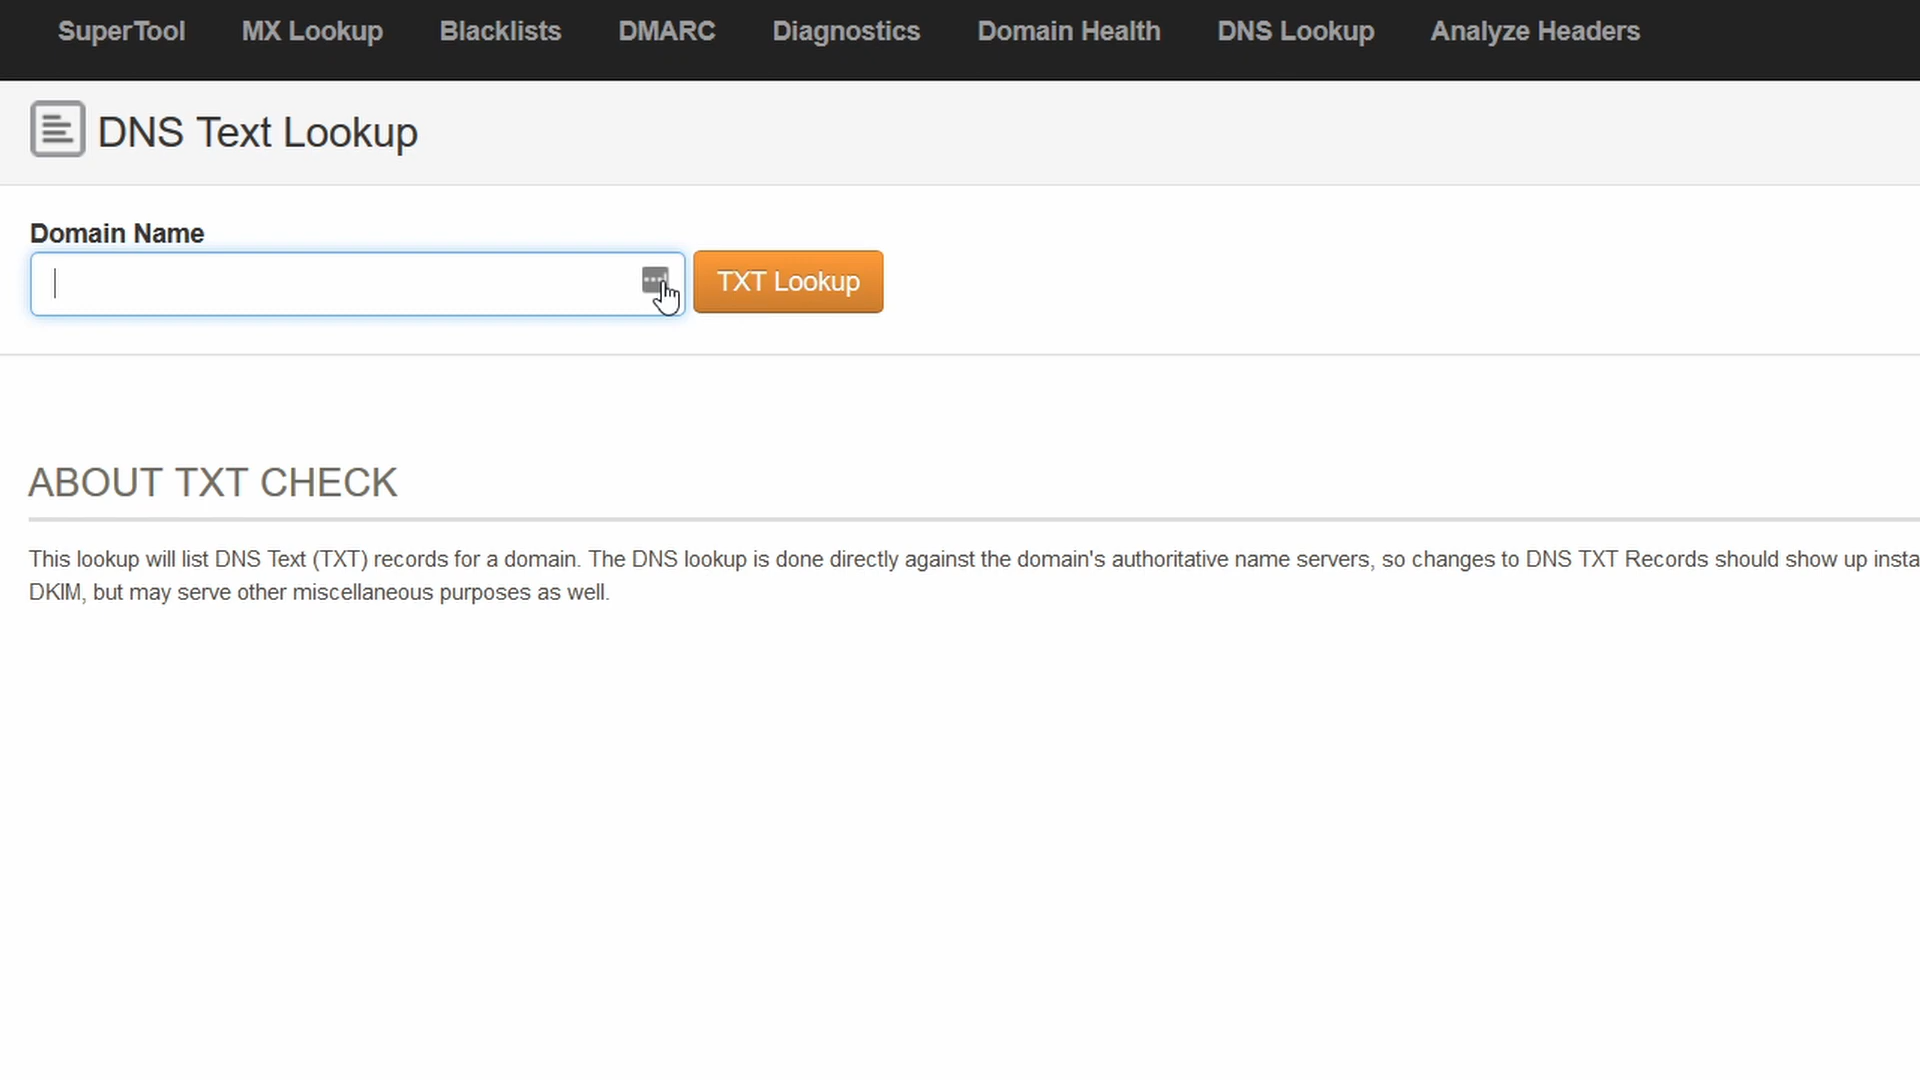 SuperTool MX Lookup Blacklists DMARC Diagnostics Domain Health DNS Lookup Analyze Headers
DNS Text Lookup
Domain Name
TXT Lookup
ABOUT TXT CHECK
This lookup will list DNS Text (TXT) records for a domain. The DNS lookup is done directly against the domain's authoritative name servers, so changes to DNS TXT Records should show up insta
DKIM, but may serve other miscellaneous purposes as well.